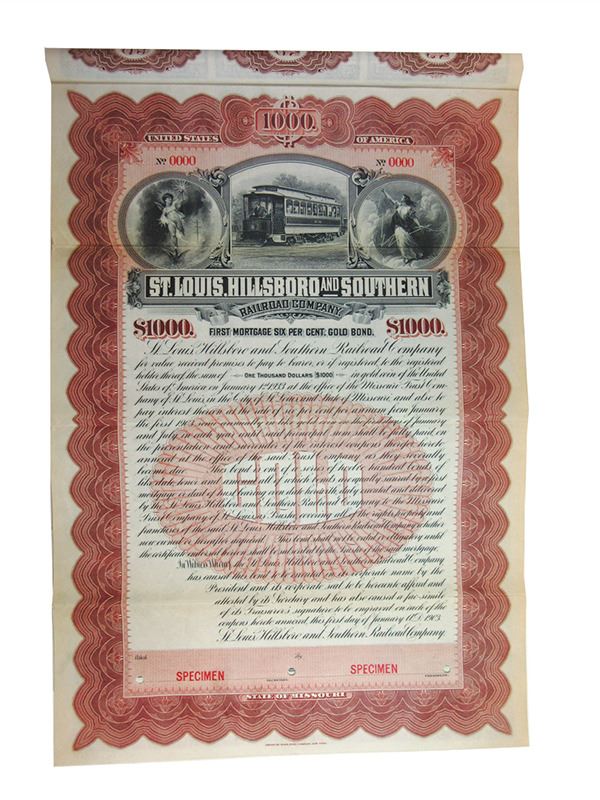 1000.
UNITED STATES OF AMERICA
No 0000 No 0000
ST. LOUIS, HILLSBORO AND SOUTHERN
RAILROAD COMPANY
$1000. $1000.
FIRST MORTGAGE SIX PER CENT. GOLD BOND.
St. Louis, Hillsboro and Southern Railroad Company
for value received promises to pay to bearer, or if registered, to the registered
holder hereof, the sum of ONE THOUSAND DOLLARS ($1000) in gold coin of the United
States of America on January 1st 1933 at the office of the Missouri Trust Com-
pany of St. Louis, in the City of St. Louis and State of Missouri, and also to
pay interest thereon at the rate of six per cent per annum from January
the first 190 on the first day of January
and July in each year until said principal sum shall be fully paid, on
the presentation and surrender of the interest coupons thereto hereto
annexed at the office of said Trust Company as they severally
become due. This bond is one of a series of twelve hundred bonds of
like date, tenor and amount, all of which are equally secured by a first
mortgage or deed of trust bearing even date herewith, executed and delivered
by the St. Louis, Hillsboro and Southern Railroad Company to the Missouri
Trust Company of St. Louis, as Trustee, covering all of the rights, property and
franchises of the said St. Louis, Hillsboro and Southern Railroad Company, whether
now owned or hereafter acquired. This bond shall not be valid or obligatory until
the certificate endorsed hereon shall be subscribed by the Trustee of the said mortgage.
In Witness Whereof, the St. Louis, Hillsboro and Southern Railroad Company
has caused this bond to be signed in its corporate name by its
President and its corporate seal to be hereunto affixed and
attested by its Secretary and has also caused a fac-simile
of its Treasurer's signature to be engraved on each of the
coupons hereto annexed, this first day of January A.D. 1903.
St. Louis, Hillsboro and Southern Railroad Company,
Attest By
SPECIMEN SPECIMEN
SECRETARY. PRESIDENT.
STATE OF MISSOURI
GOLD